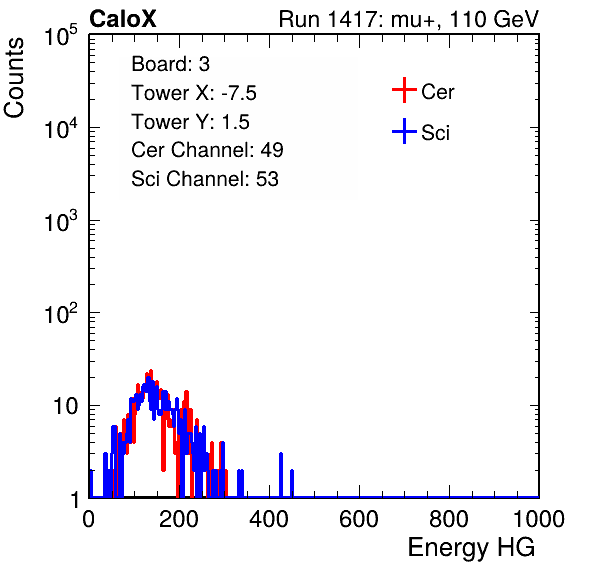 CaloX Run 1417: mu+, 110 GeV
Counts
10^5
10^4
10^3
10^2
10
1
Board: 3
Tower X: -7.5
Tower Y: 1.5
Cer Channel: 49
Sci Channel: 53
Cer
Sci
0 200 400 600 800 1000
Energy HG